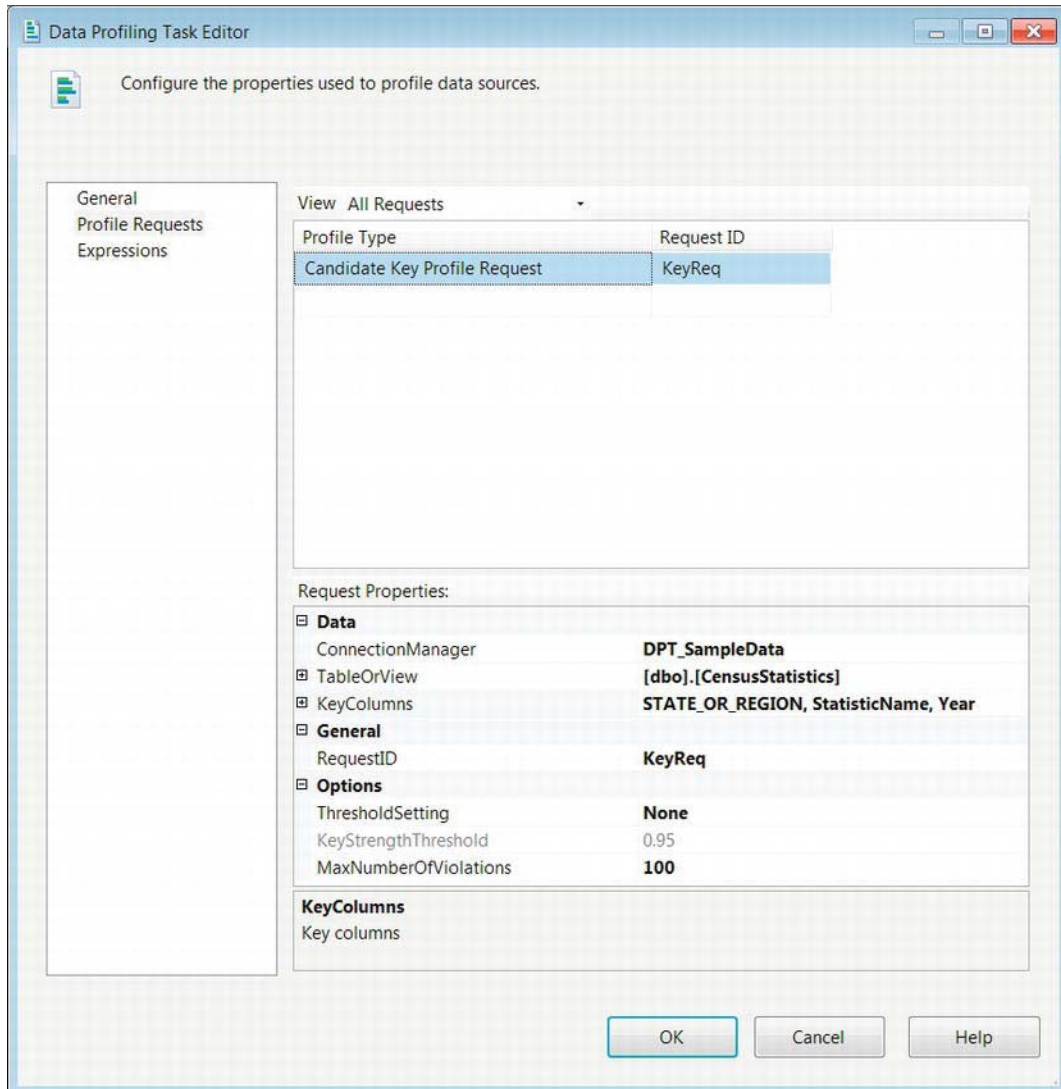 Data Profiling Task Editor
Configure the properties used to profile data sources.
General
Profile Requests
Expressions
View All Requests
Profile Type Request ID
Candidate Key Profile Request KeyReq
Request Properties:
Data
ConnectionManager DPT_SampleData
TableOrView [dbo].[CensusStatistics]
KeyColumns STATE_OR_REGION, StatisticName, Year
General
RequestID KeyReq
Options
ThresholdSetting None
KeyStrengthThreshold 0.95
MaxNumberOfViolations 100
KeyColumns
Key columns
OK Cancel Help